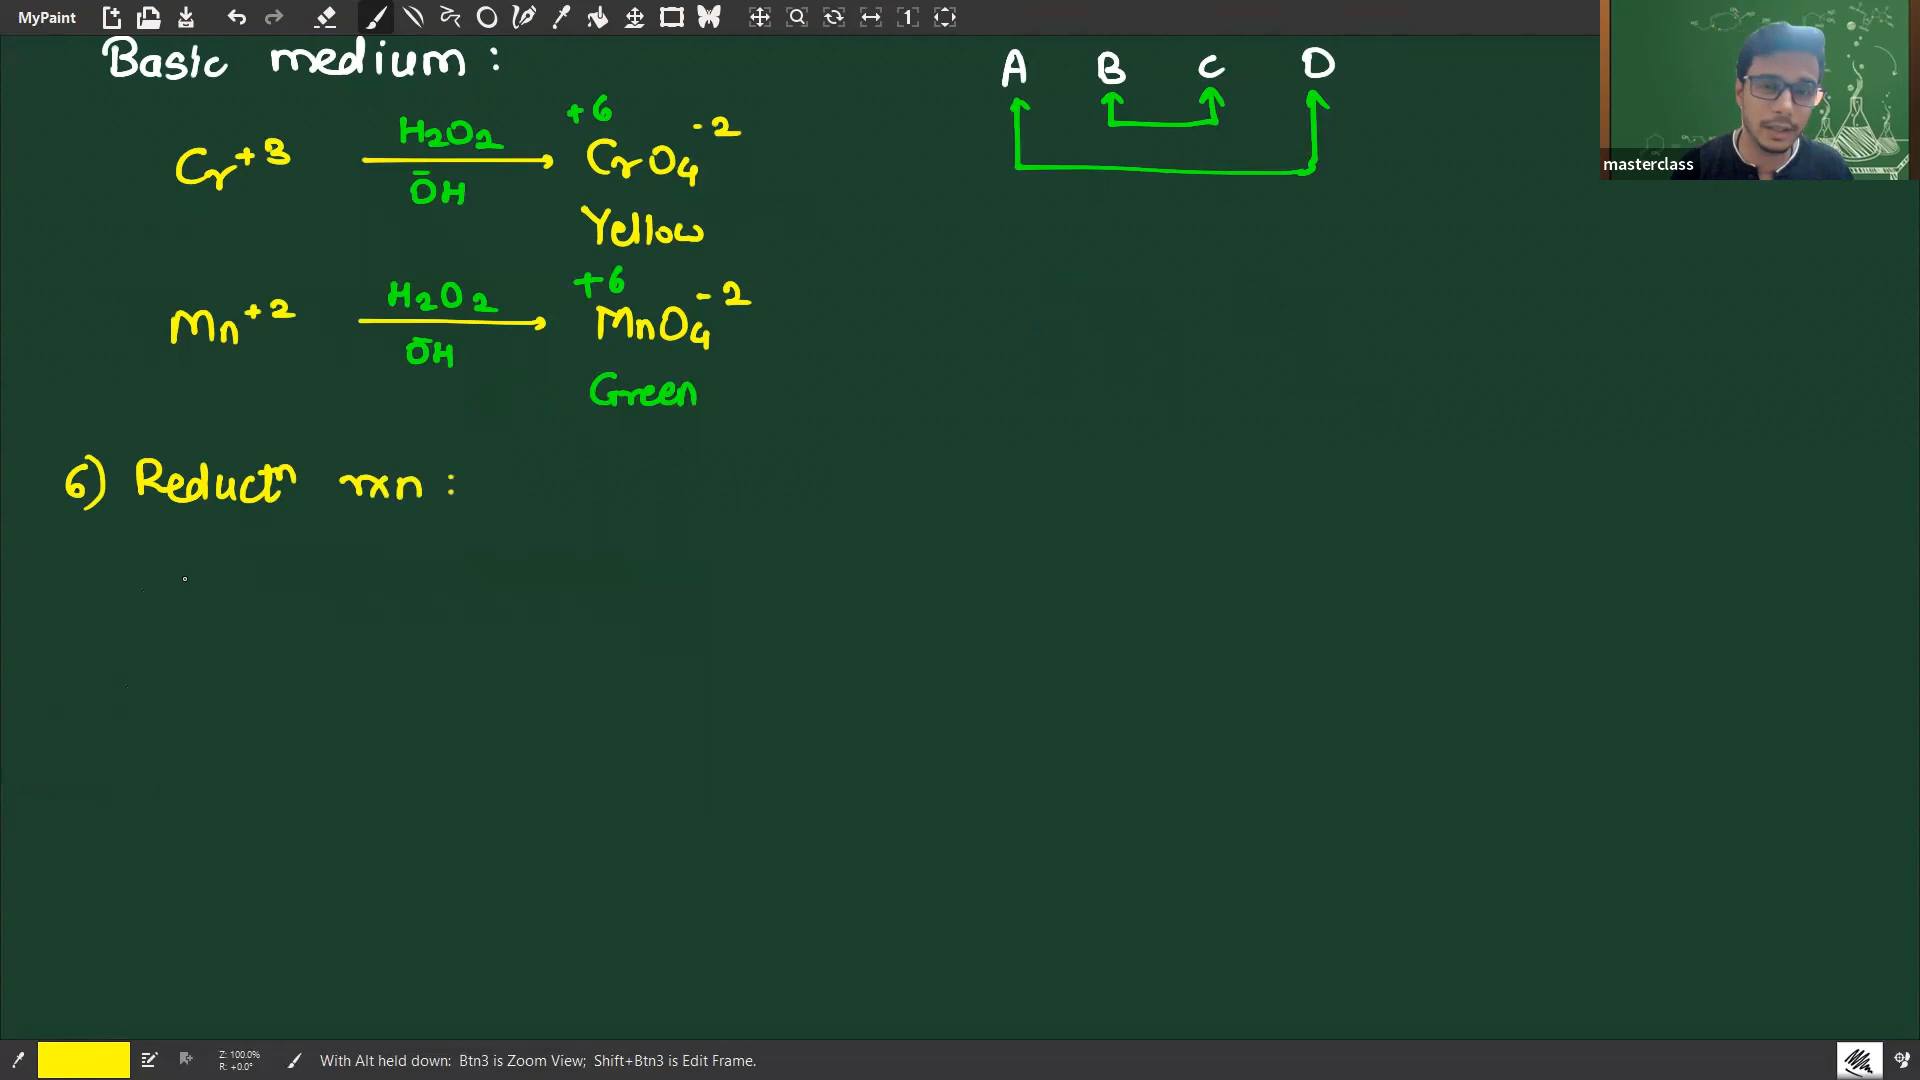 MyPaint
Basic medium :
A B C D
masterclass
Cr+3 H2O2 +6 CrO4-2
ŌH
Yellow
Mn+2 H2O2 +6 MnO4-2
ŌH
Green
6) Reductn rxn :
Z: 100.0%
R: +0.0°
With Alt held down: Btn3 is Zoom View; Shift+Btn3 is Edit Frame.